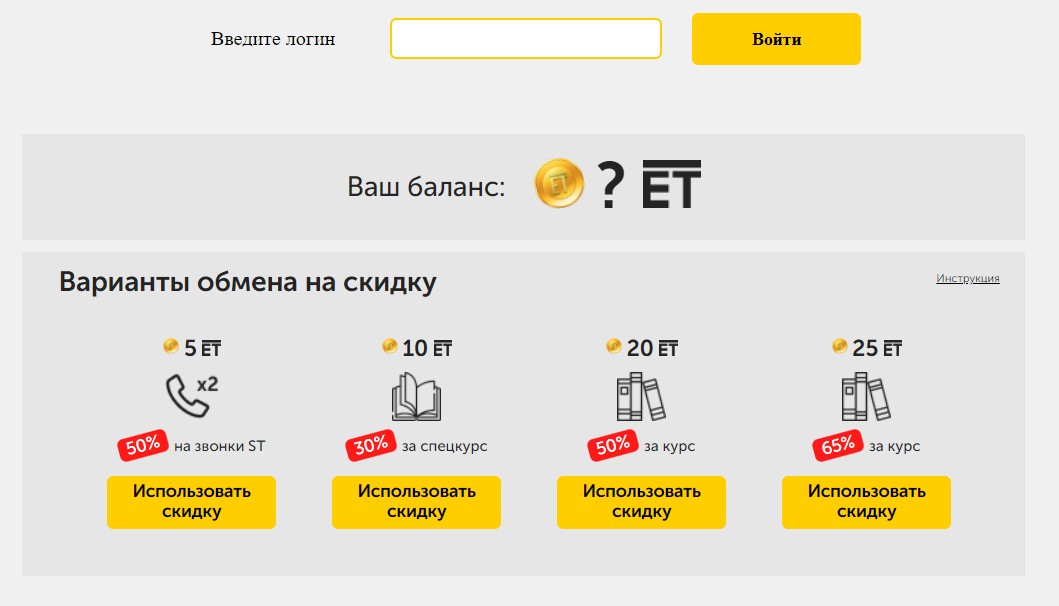 Введите логин
Войти
Ваш баланс: ET ? ET
Варианты обмена на скидку
Инструкция
5 ET
10 ET
20 ET
25 ET
x2
50% на звонки ST
30% за спецкурс
50% за курс
65% за курс
Использовать
скидку
Использовать
скидку
Использовать
скидку
Использовать
скидку